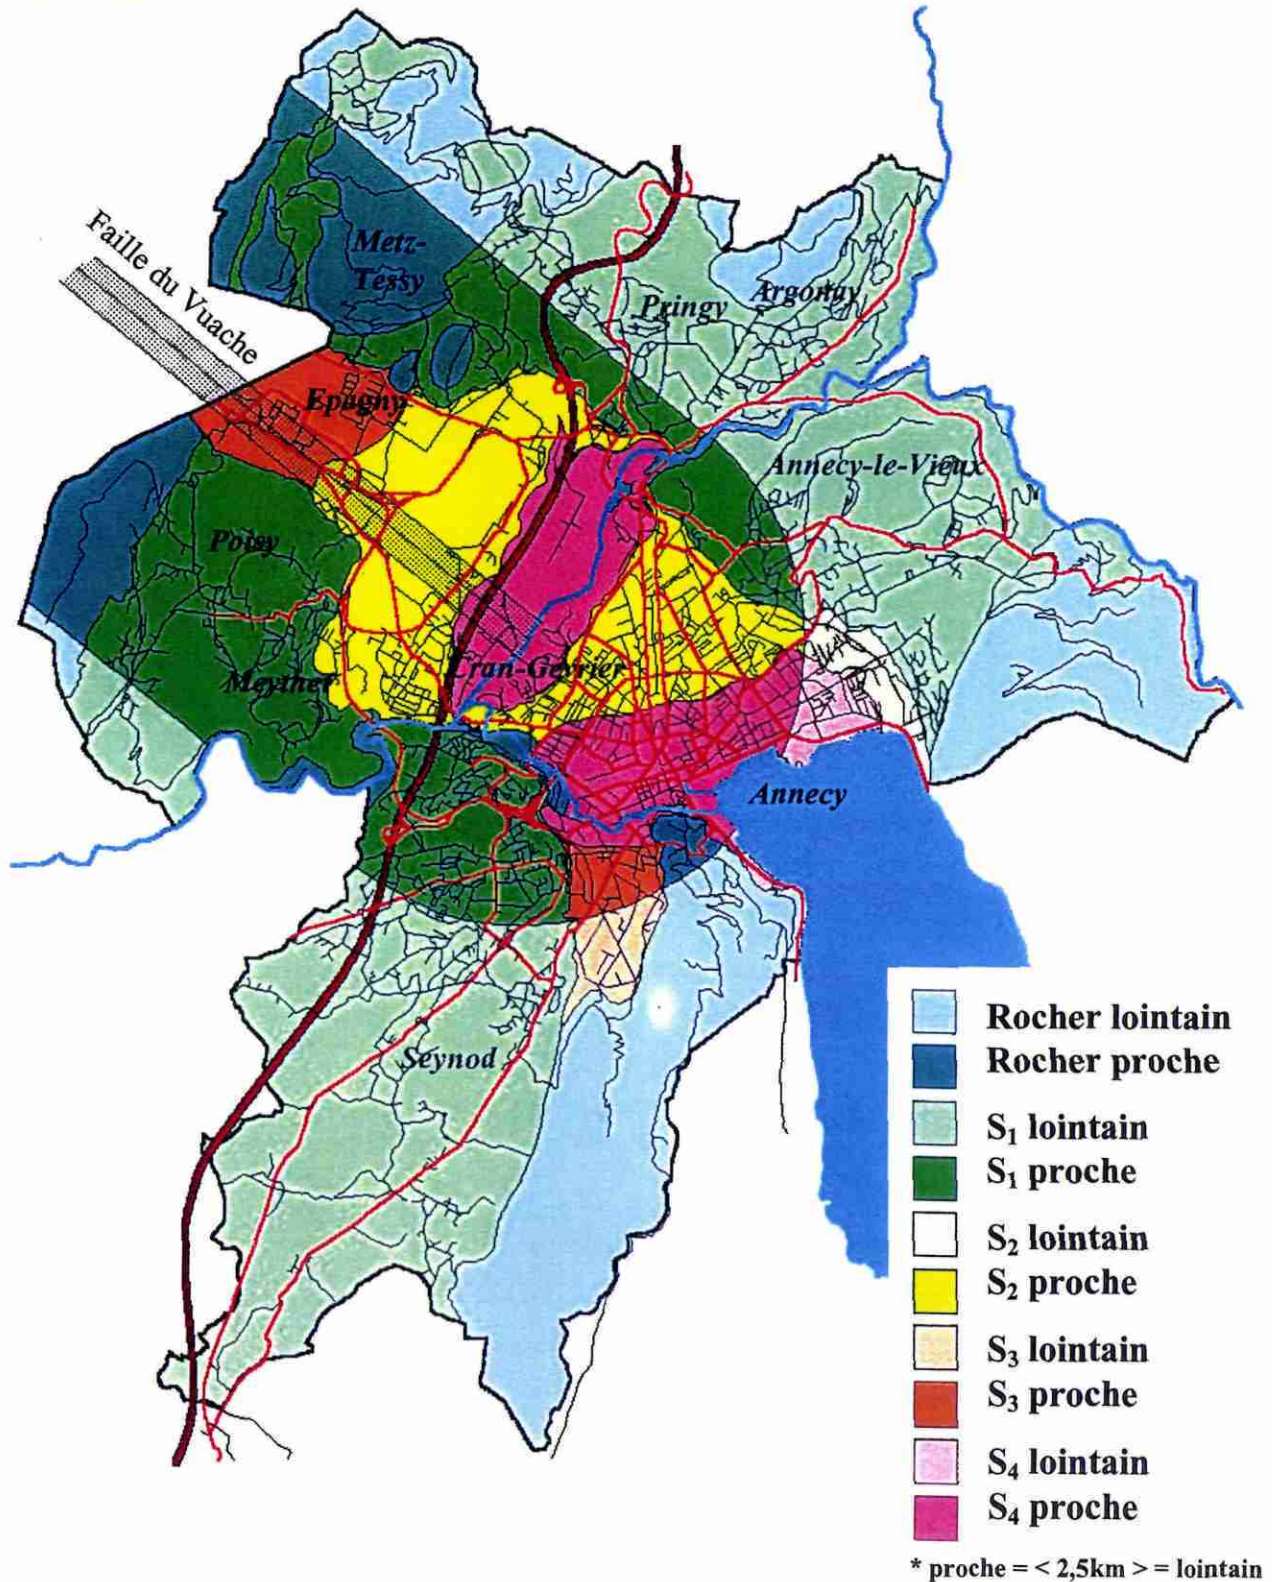 Faille du Vuache
Metz-
Tessy
Pringy
Argonay
Epagny
Annecy-le-Vieux
Poisy
Cran-Gevrier
Meythet
Annecy
Seynod
Rocher lointain
Rocher proche
S₁ lointain
S₁ proche
S₂ lointain
S₂ proche
S₃ lointain
S₃ proche
S₄ lointain
S₄ proche
* proche = < 2,5km > = lointain